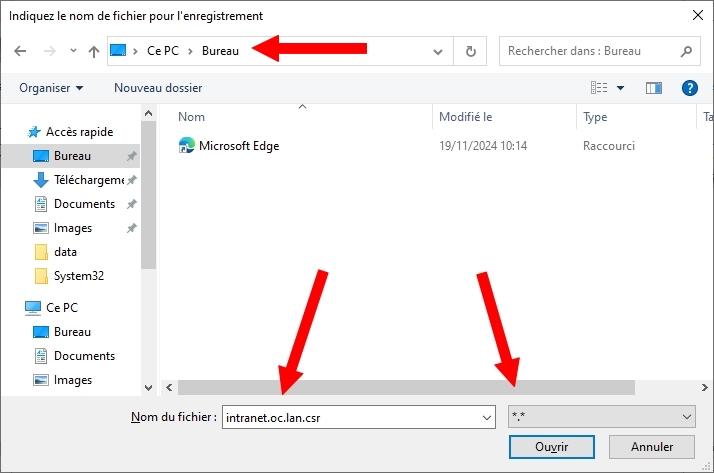 Indiquez le nom de fichier pour l'enregistrement
Ce PC > Bureau
Rechercher dans : Bureau
Organiser
Nouveau dossier
Accès rapide
Bureau
Téléchargeme
Documents
Images
data
System32
Ce PC
Bureau
Documents
Images
Nom Modifié le Type Ta
Microsoft Edge 19/11/2024 10:14 Raccourci
Nom du fichier : intranet.oc.lan.csr *.*
Ouvrir Annuler